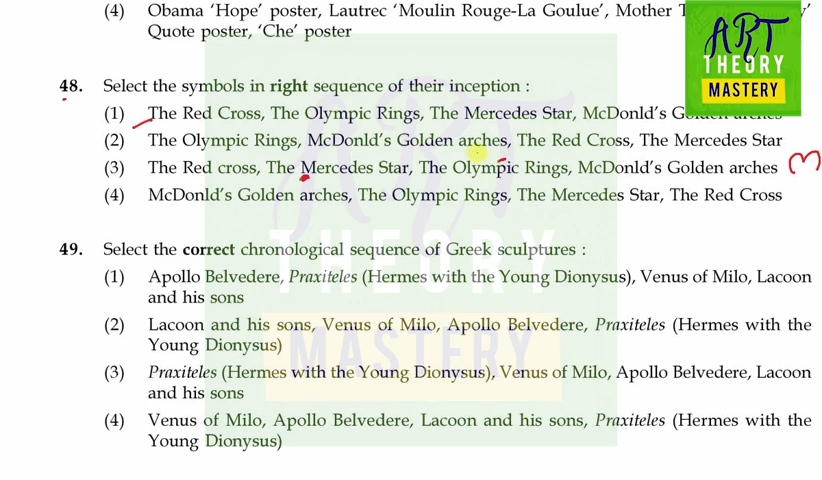 (4) Obama ‘Hope’ poster, Lautrec ‘Moulin Rouge-La Goulue’, Mother
Quote poster, ‘Che’ poster
ART
THEORY
MASTERY
48. Select the symbols in right sequence of their inception :
(1) The Red Cross, The Olympic Rings, The Mercedes Star, McDonld’s Golden arches
(2) The Olympic Rings, McDonld’s Golden arches, The Red Cross, The Mercedes Star
(3) The Red cross, The Mercedes Star, The Olympic Rings, McDonld’s Golden arches
(4) McDonld’s Golden arches, The Olympic Rings, The Mercedes Star, The Red Cross
49. Select the correct chronological sequence of Greek sculptures :
(1) Apollo Belvedere, Praxiteles (Hermes with the Young Dionysus), Venus of Milo, Lacoon
and his sons
(2) Lacoon and his sons, Venus of Milo, Apollo Belvedere, Praxiteles (Hermes with the
Young Dionysus)
(3) Praxiteles (Hermes with the Young Dionysus), Venus of Milo, Apollo Belvedere, Lacoon
and his sons
(4) Venus of Milo, Apollo Belvedere, Lacoon and his sons, Praxiteles (Hermes with the
Young Dionysus)
ART
THEORY
MASTERY